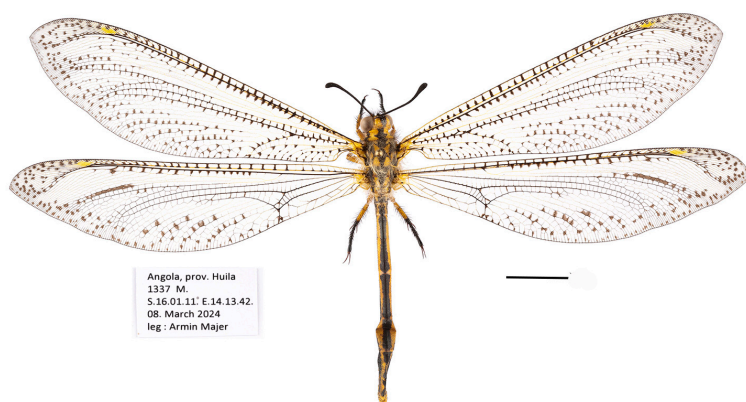 Angola, prov. Huila
1337 M.
S.16.01.11. E.14.13.42.
08. March 2024
leg : Armin Majer